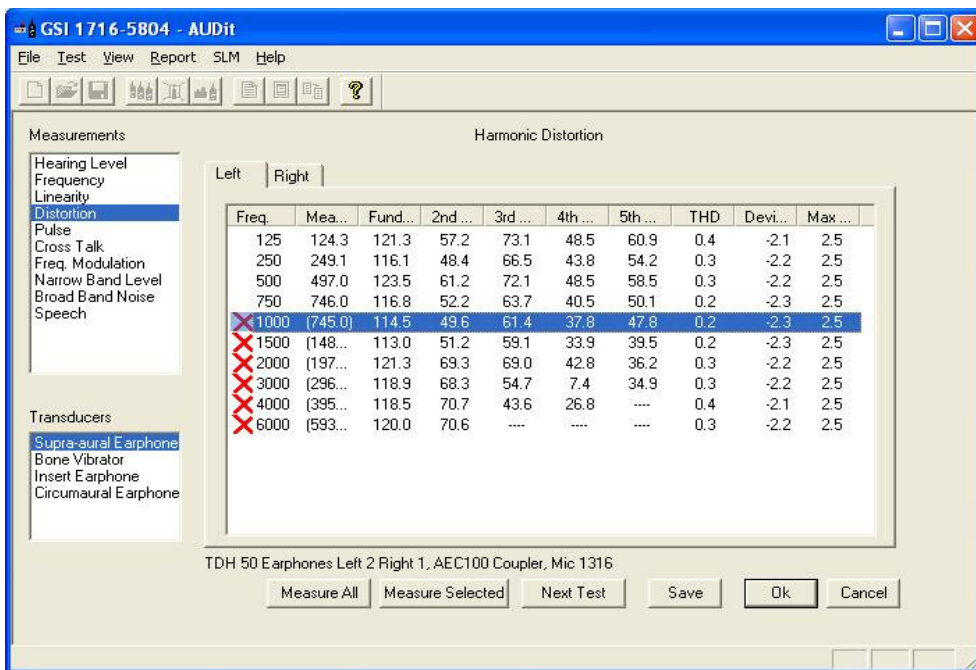 GSI 1716-5804 - AUDit
File Test View Report SLM Help
Measurements
Hearing Level
Frequency
Linearity
Distortion
Pulse
Cross Talk
Freq. Modulation
Narrow Band Level
Broad Band Noise
Speech
Transducers
Supra-aural Earphone
Bone Vibrator
Insert Earphone
Circumaural Earphone
Harmonic Distortion
Left Right
Freq. Mea... Fund... 2nd ... 3rd ... 4th ... 5th ... THD Devi... Max ...
125 124.3 121.3 57.2 73.1 48.5 60.9 0.4 -2.1 2.5
250 249.1 116.1 48.4 66.5 43.8 54.2 0.3 -2.2 2.5
500 497.0 123.5 61.2 72.1 48.5 58.5 0.3 -2.2 2.5
750 746.0 116.8 52.2 63.7 40.5 50.1 0.2 -2.3 2.5
1000 (745.0) 114.5 49.6 61.4 37.8 47.8 0.2 -2.3 2.5
1500 (148... 113.0 51.2 59.1 33.9 39.5 0.2 -2.3 2.5
2000 (197... 121.3 69.3 69.0 42.8 36.2 0.3 -2.2 2.5
3000 (296... 118.9 68.3 54.7 7.4 34.9 0.3 -2.2 2.5
4000 (395... 118.5 70.7 43.6 26.8 ---- 0.4 -2.1 2.5
6000 (593... 120.0 70.6 ---- ---- ---- 0.3 -2.2 2.5
TDH 50 Earphones Left 2 Right 1, AEC100 Coupler, Mic 1316
Measure All Measure Selected Next Test Save Ok Cancel